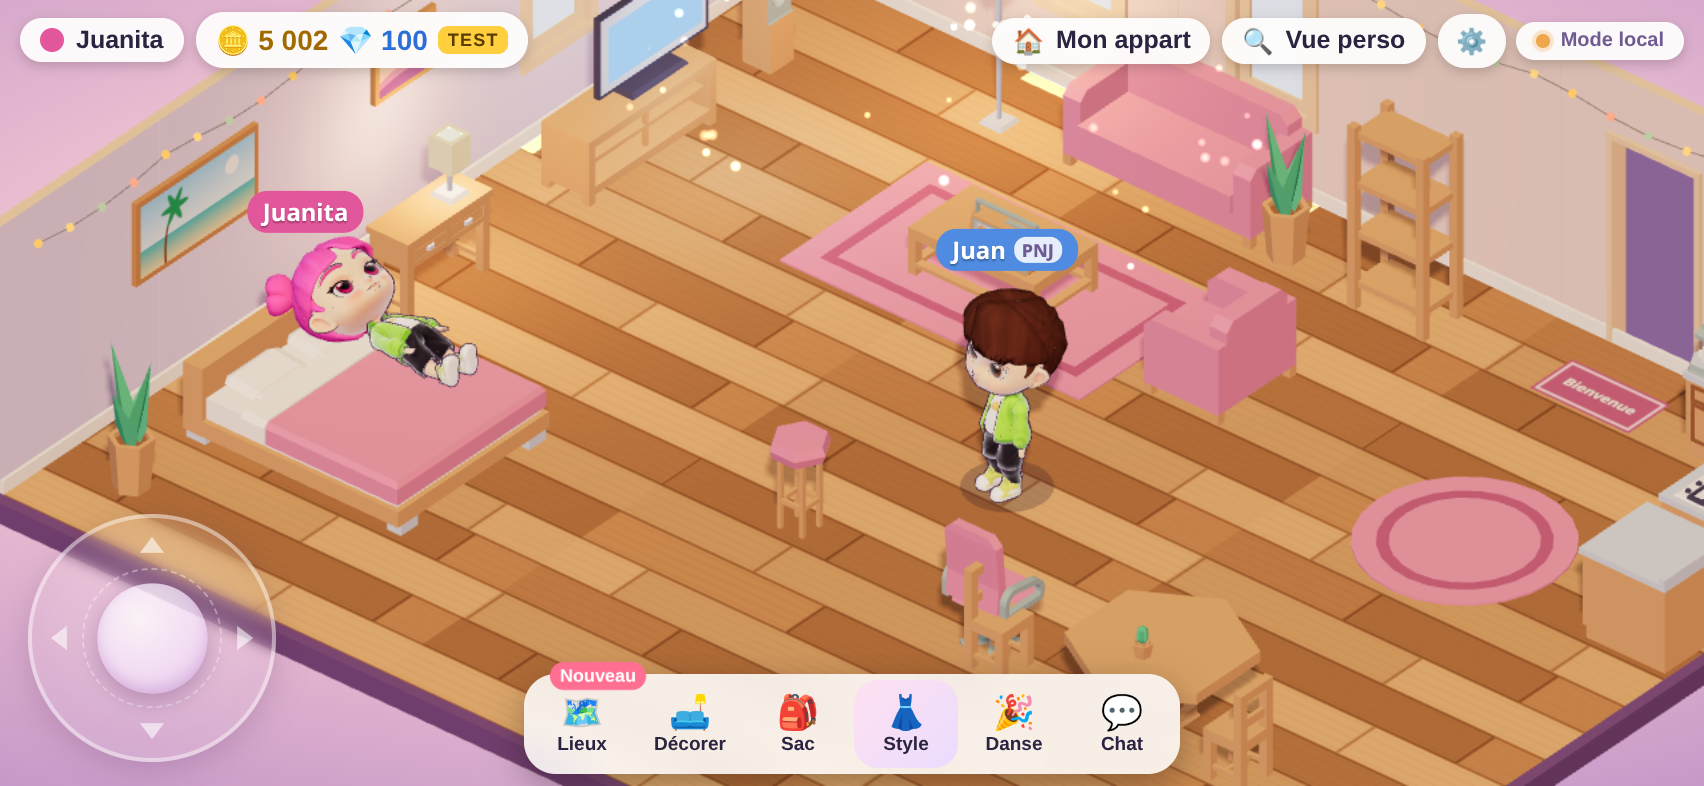 Juanita
5 002 100 TEST
Mon appart
Vue perso
Mode local
Juanita
Juan PNJ
Bienvenue
Nouveau
Lieux
Décorer
Sac
Style
Danse
Chat